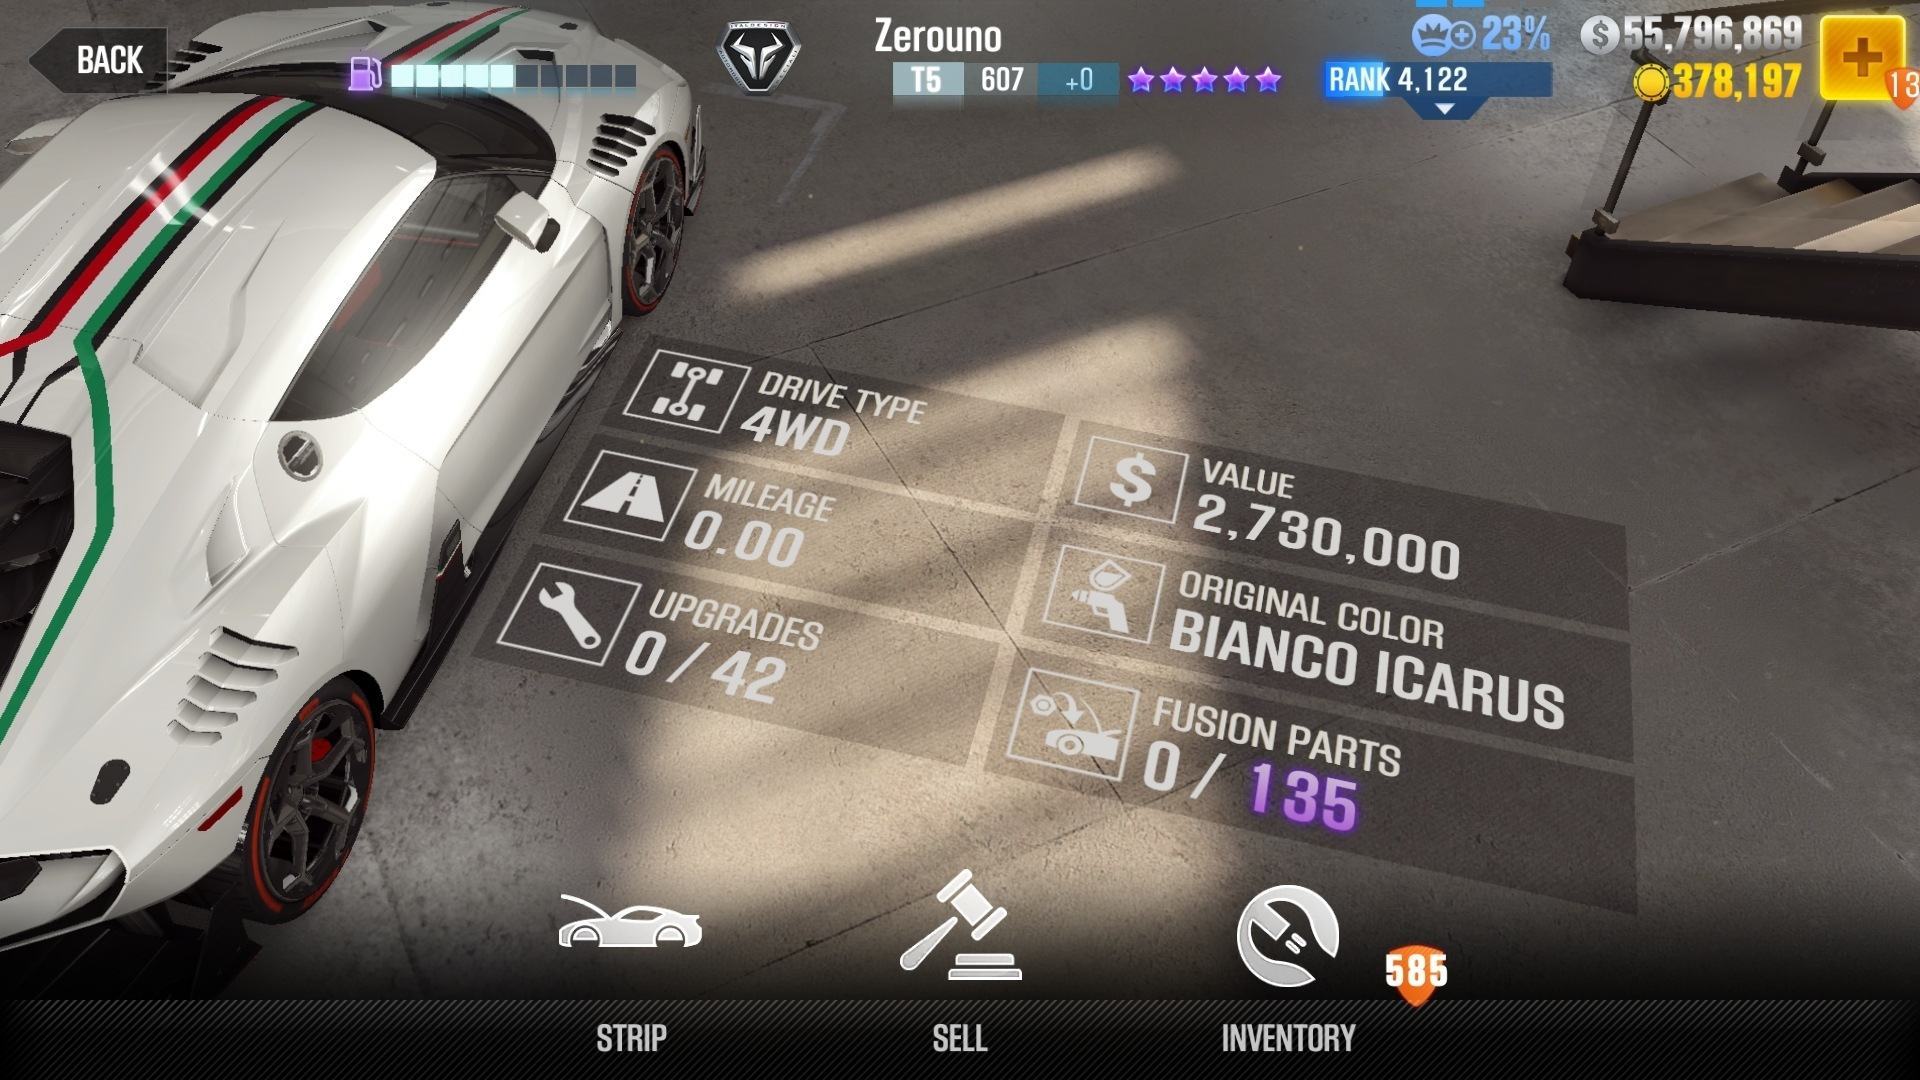 BACK
ITALDESIGN
Zerouno
T5 607 +0
RANK 4,122
23%
55,796,869
378,197
13
DRIVE TYPE
4WD
MILEAGE
0.00
UPGRADES
0 / 42
VALUE
2,730,000
ORIGINAL COLOR
BIANCO ICARUS
FUSION PARTS
0 / 135
585
STRIP
SELL
INVENTORY